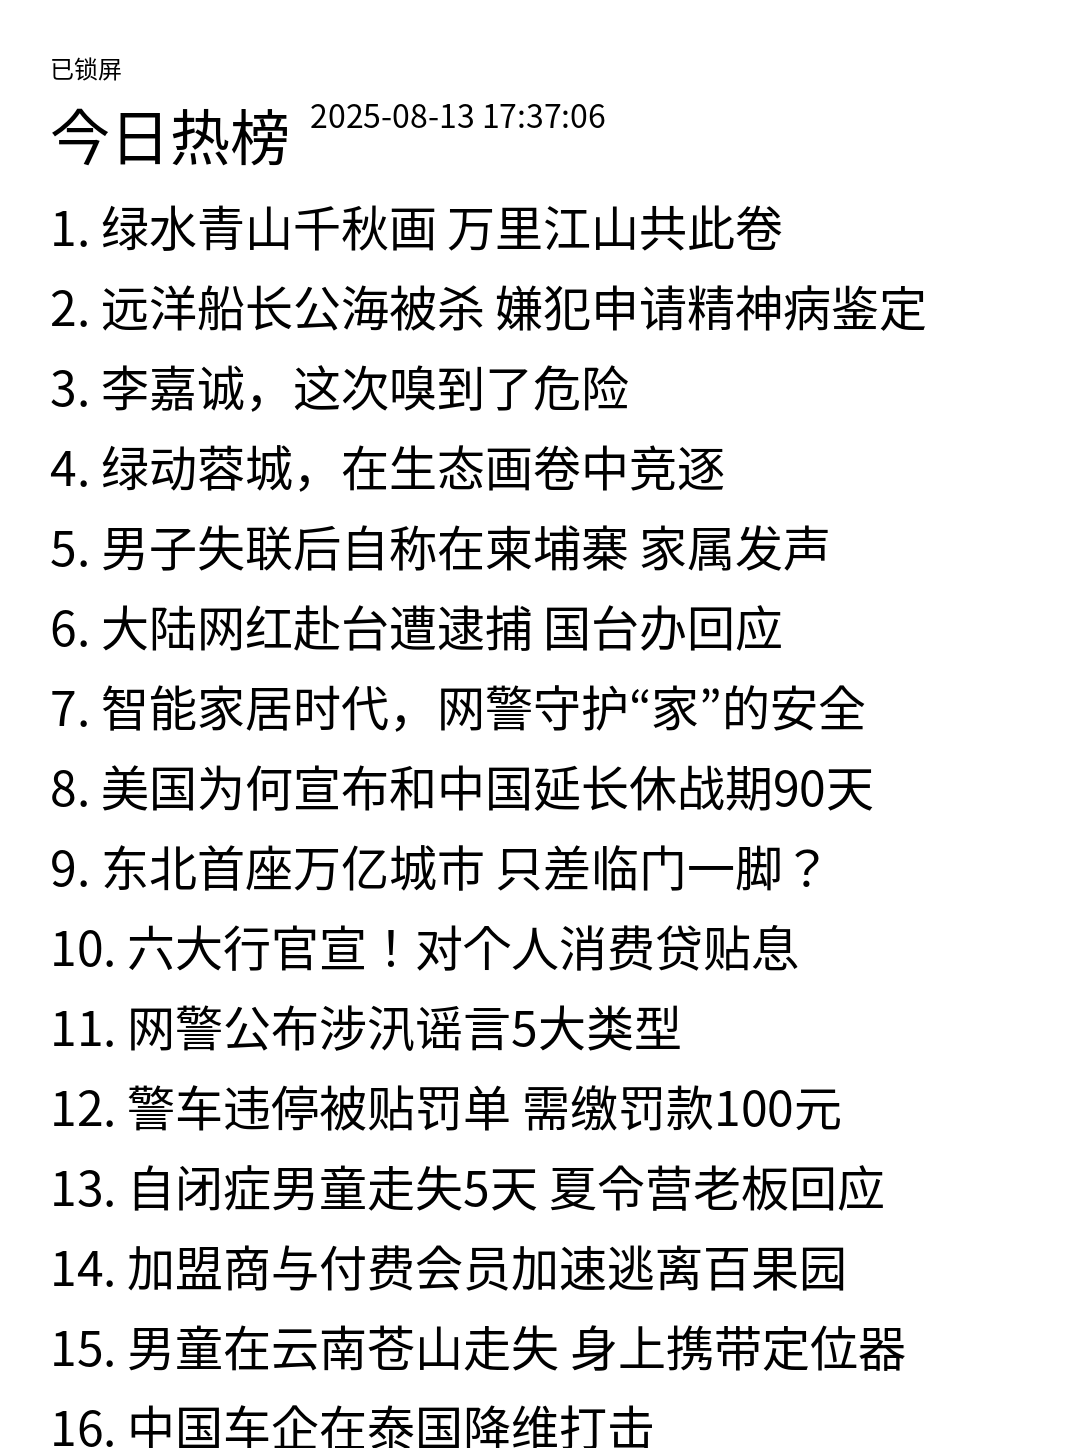 已锁屏
今日热榜 2025-08-13 17:37:06
1. 绿水青山千秋画 万里江山共此卷
2. 远洋船长公海被杀 嫌犯申请精神病鉴定
3. 李嘉诚，这次嗅到了危险
4. 绿动蓉城，在生态画卷中竞逐
5. 男子失联后自称在柬埔寨 家属发声
6. 大陆网红赴台遭逮捕 国台办回应
7. 智能家居时代，网警守护“家”的安全
8. 美国为何宣布和中国延长休战期90天
9. 东北首座万亿城市 只差临门一脚？
10. 六大行官宣！对个人消费贷贴息
11. 网警公布涉汛谣言5大类型
12. 警车违停被贴罚单 需缴罚款100元
13. 自闭症男童走失5天 夏令营老板回应
14. 加盟商与付费会员加速逃离百果园
15. 男童在云南苍山走失 身上携带定位器
16. 中国车企在泰国降维打击